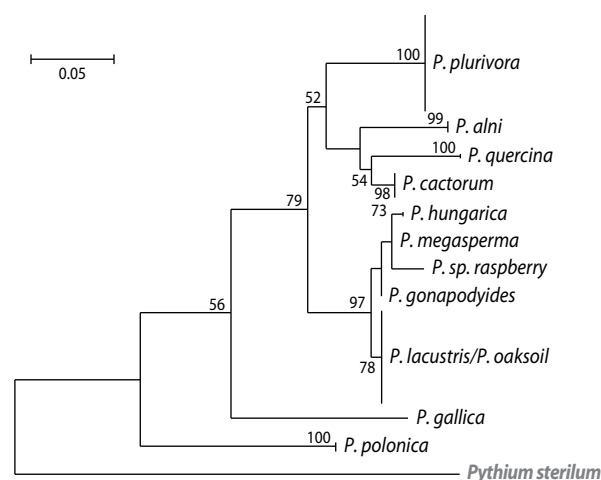 0.05
100
P. plurivora
52
99
P. alni
100
P. quercina
54
98
P. cactorum
79
73
P. hungarica
P. megasperma
P. sp. raspberry
P. gonapodyides
97
56
P. lacustris/P. oaksoil
78
P. gallica
100
P. polonica
Pythium sterilum